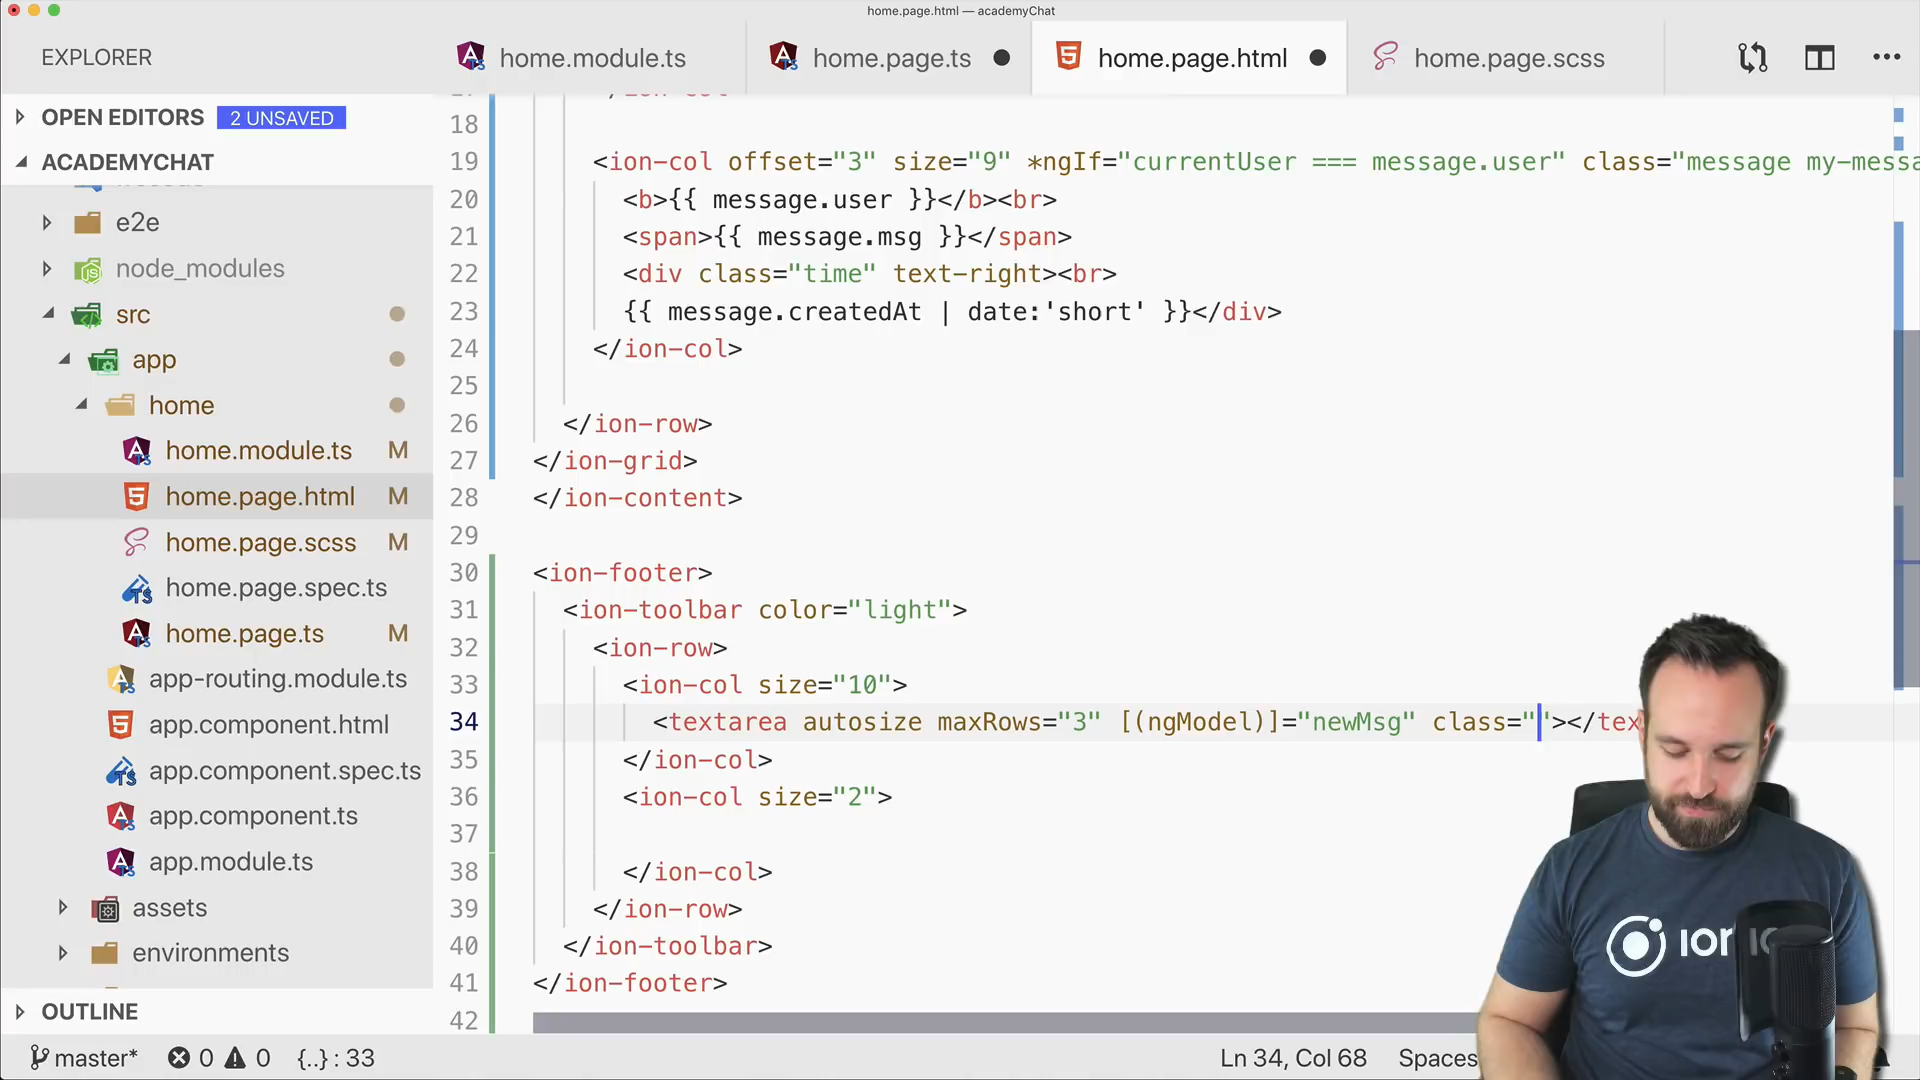 home.page.html — academyChat
EXPLORER
home.module.ts
home.page.ts
home.page.html
home.page.scss
OPEN EDITORS 2 UNSAVED
ACADEMYCHAT
e2e
node_modules
src
app
home
home.module.ts M
home.page.html M
home.page.scss M
home.page.spec.ts
home.page.ts M
app-routing.module.ts
app.component.html
app.component.spec.ts
app.component.ts
app.module.ts
assets
environments
OUTLINE
18
19 <ion-col offset="3" size="9" *ngIf="currentUser === message.user" class="message my-messa
20 <b>{{ message.user }}</b><br>
21 <span>{{ message.msg }}</span>
22 <div class="time" text-right><br>
23 {{ message.createdAt | date:'short' }}</div>
24 </ion-col>
25
26 </ion-row>
27 </ion-grid>
28 </ion-content>
29
30 <ion-footer>
31 <ion-toolbar color="light">
32 <ion-row>
33 <ion-col size="10">
34 <textarea autosize maxRows="3" [(ngModel)]="newMsg" class=""></tex
35 </ion-col>
36 <ion-col size="2">
37
38 </ion-col>
39 </ion-row>
40 </ion-toolbar>
41 </ion-footer>
42
master* 0 0 {..} : 33
Ln 34, Col 68 Spaces